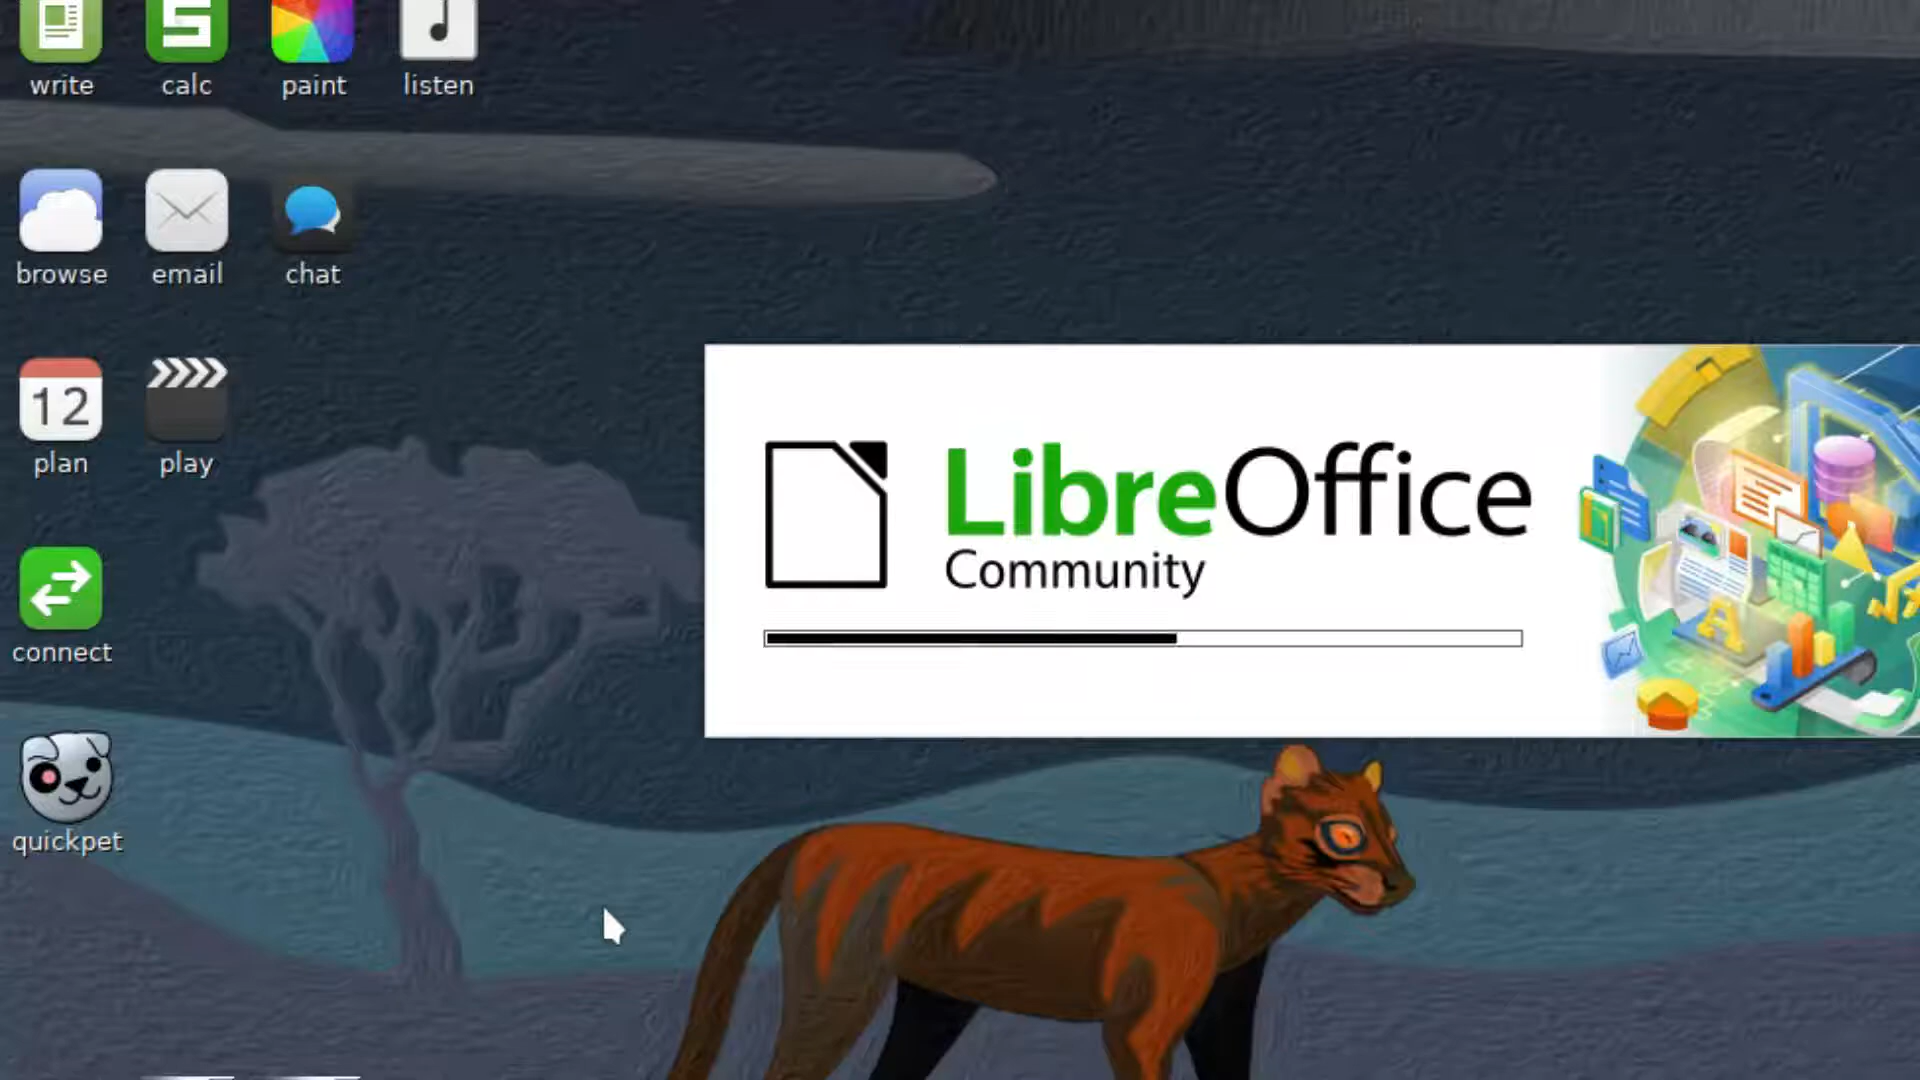 write calc paint listen
browse email chat
LibreOffice
Community
12
plan play
connect
quickpet